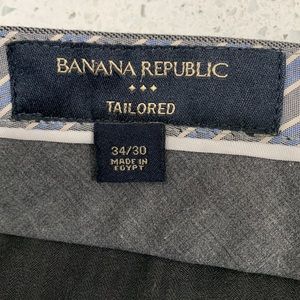 BANANA REPUBLIC
TAILORED
34/30
MADE IN
EGYPT